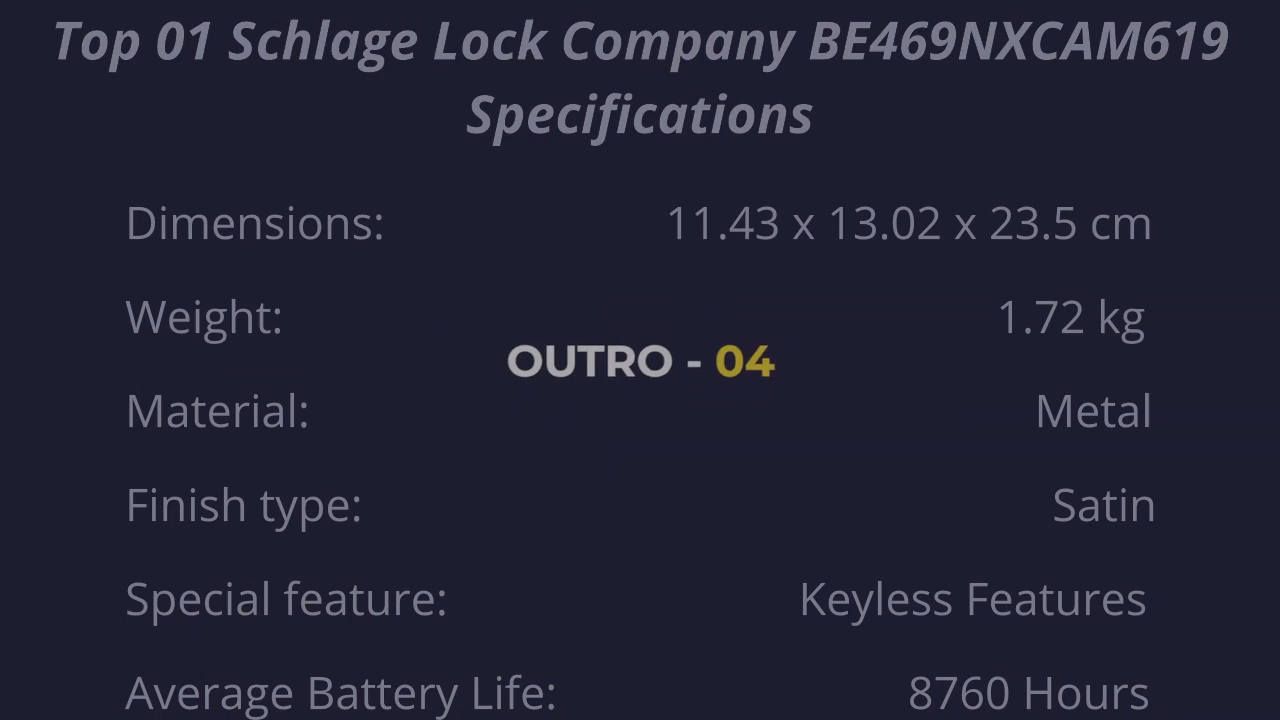 Top 01 Schlage Lock Company BE469NXCAM619
Specifications
Dimensions: 11.43 x 13.02 x 23.5 cm
Weight: 1.72 kg
OUTRO - 04
Material: Metal
Finish type: Satin
Special feature: Keyless Features
Average Battery Life: 8760 Hours